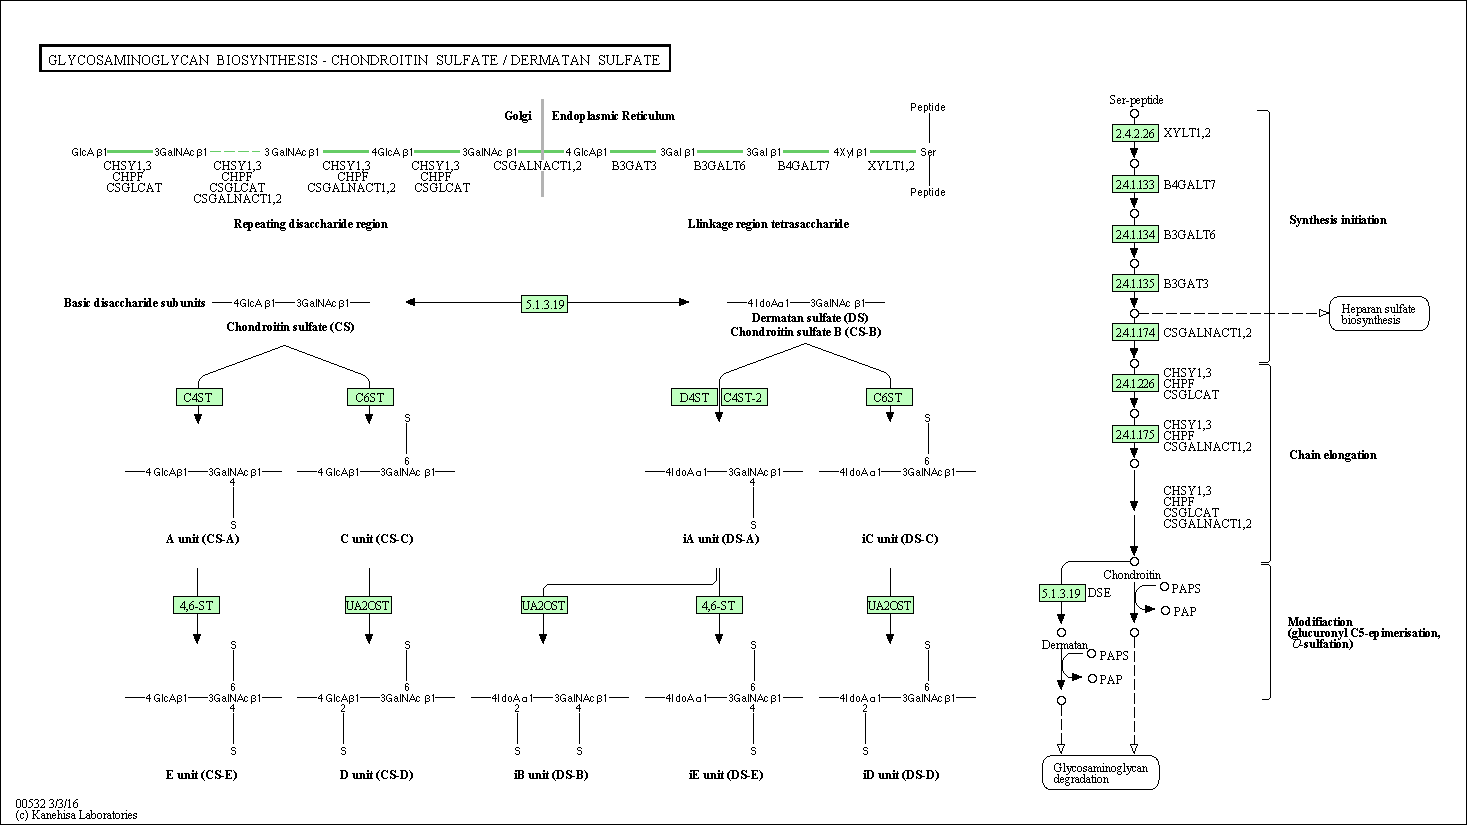 GLYCOSAMINOGLYCAN BIOSYNTHESIS - CHONDROITIN SULFATE / DERMATAN SULFATE
Golgi
Endoplasmic Reticulum
Peptide
GlcA β1 3GalNAc β1 3GalNAc β1 4GlcA β1 3GalNAc β1 4 GlcA β1 3Gal β1 3Gal β1 4Xyl β1 Ser
CHSY1,3
CHPF
CSGLCAT
CHSY1,3
CHPF
CSGLCAT
CSGALNACT1,2
CHSY1,3
CHPF
CSGALNACT1,2
CHSY1,3
CHPF
CSGLCAT
CSGALNACT1,2
B3GAT3
B3GALT6
B4GALT7
XYLT1,2
Peptide
Repeating disaccharide region
Llinkage region tetrasaccharide
Basic disaccharide subunits
4GlcA β1 3GalNAc β1
Chondroitin sulfate (CS)
5.1.3.19
4IdoAα1 3GalNAc β1
Dermatan sulfate (DS)
Chondroitin sulfate B (CS-B)
C4ST
C6ST
D4ST
C4ST-2
C6ST
S
S
6
6
4 GlcAβ1 3GalNAc β1
4 GlcAβ1 3GalNAc β1
4IdoAα1 3GalNAc β1
4IdoAα1 3GalNAc β1
4
4
S
S
A unit (CS-A)
C unit (CS-C)
iA unit (DS-A)
iC unit (DS-C)
4,6-ST
UA2OST
UA2OST
4,6-ST
UA2OST
S
S
S
S
6
6
6
6
4 GlcAβ1 3GalNAc β1
4 GlcAβ1 3GalNAc β1
4IdoAα1 3GalNAc β1
4IdoAα1 3GalNAc β1
4IdoAα1 3GalNAc β1
4
2
2
4
4
2
S
S
S
S
S
S
E unit (CS-E)
D unit (CS-D)
iB unit (DS-B)
iE unit (DS-E)
iD unit (DS-D)
Ser-peptide
2.4.2.26 XYLT1,2
2.4.1.133 B4GALT7
2.4.1.134 B3GALT6
2.4.1.135 B3GAT3
2.4.1.174 CSGALNACT1,2
Synthesis initiation
Heparan sulfate
biosynthesis
2.4.1.226
CHSY1,3
CHPF
CSGLCAT
2.4.1.175
CHSY1,3
CHPF
CSGALNACT1,2
Chain elongation
CHSY1,3
CHPF
CSGLCAT
CSGALNACT1,2
Chondroitin
5.1.3.19 DSE
PAPS
PAP
Modifiaction
(glucuronyl C5-epimerisation,
O-sulfation)
Dermatan
PAPS
PAP
Glycosaminoglycan
degradation
00532 3/3/16
(c) Kanehisa Laboratories